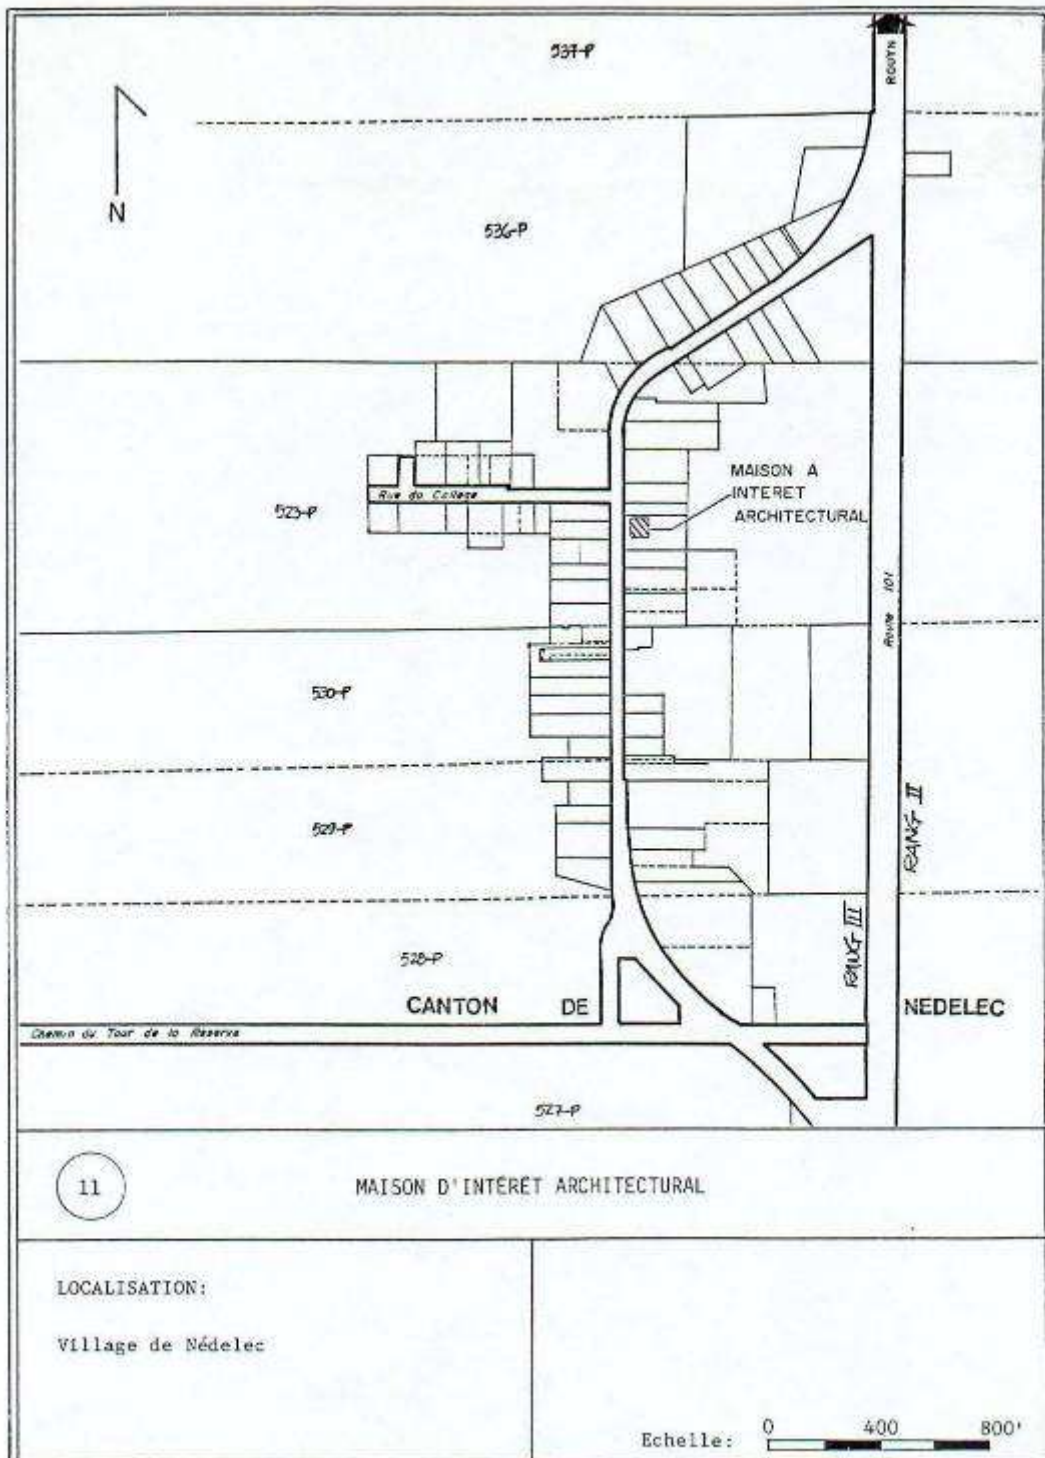 ROUYN
537-P
N
536-P
MAISON A
INTERET
ARCHITECTURAL
Rue du College
523-P
Route 101
530-P
RANG II
529-P
RANG III
528-P
CANTON DE NEDELEC
Chemin du Tour de la Réserve
527-P
11
MAISON D'INTÉRÊT ARCHITECTURAL
LOCALISATION:
Village de Nédelec
Echelle:
0 400 800'